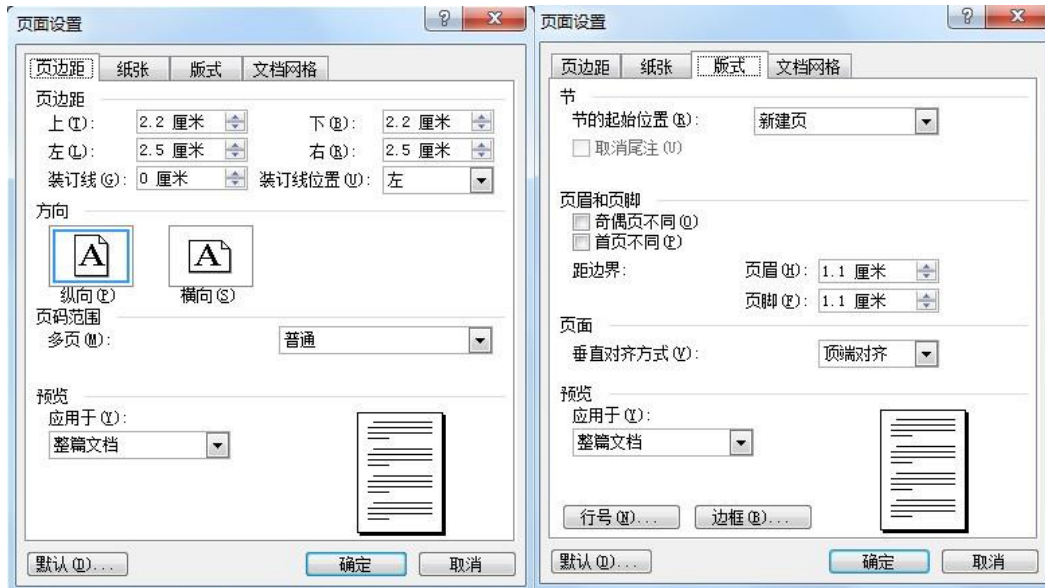 页面设置
页边距 纸张 版式 文档网格
页边距
上(T): 2.2 厘米 下(B): 2.2 厘米
左(L): 2.5 厘米 右(R): 2.5 厘米
装订线(G): 0 厘米 装订线位置(U): 左
方向
A A
纵向(P) 横向(S)
页码范围
多页(M): 普通
预览
应用于(Y):
整篇文档
默认(D)... 确定 取消
页面设置
页边距 纸张 版式 文档网格
节
节的起始位置(R): 新建页
取消尾注(U)
页眉和页脚
奇偶页不同(O)
首页不同(P)
距边界: 页眉(H): 1.1 厘米
页脚(F): 1.1 厘米
页面
垂直对齐方式(V): 顶端对齐
预览
应用于(Y):
整篇文档
行号(N)... 边框(B)...
默认(D)... 确定 取消